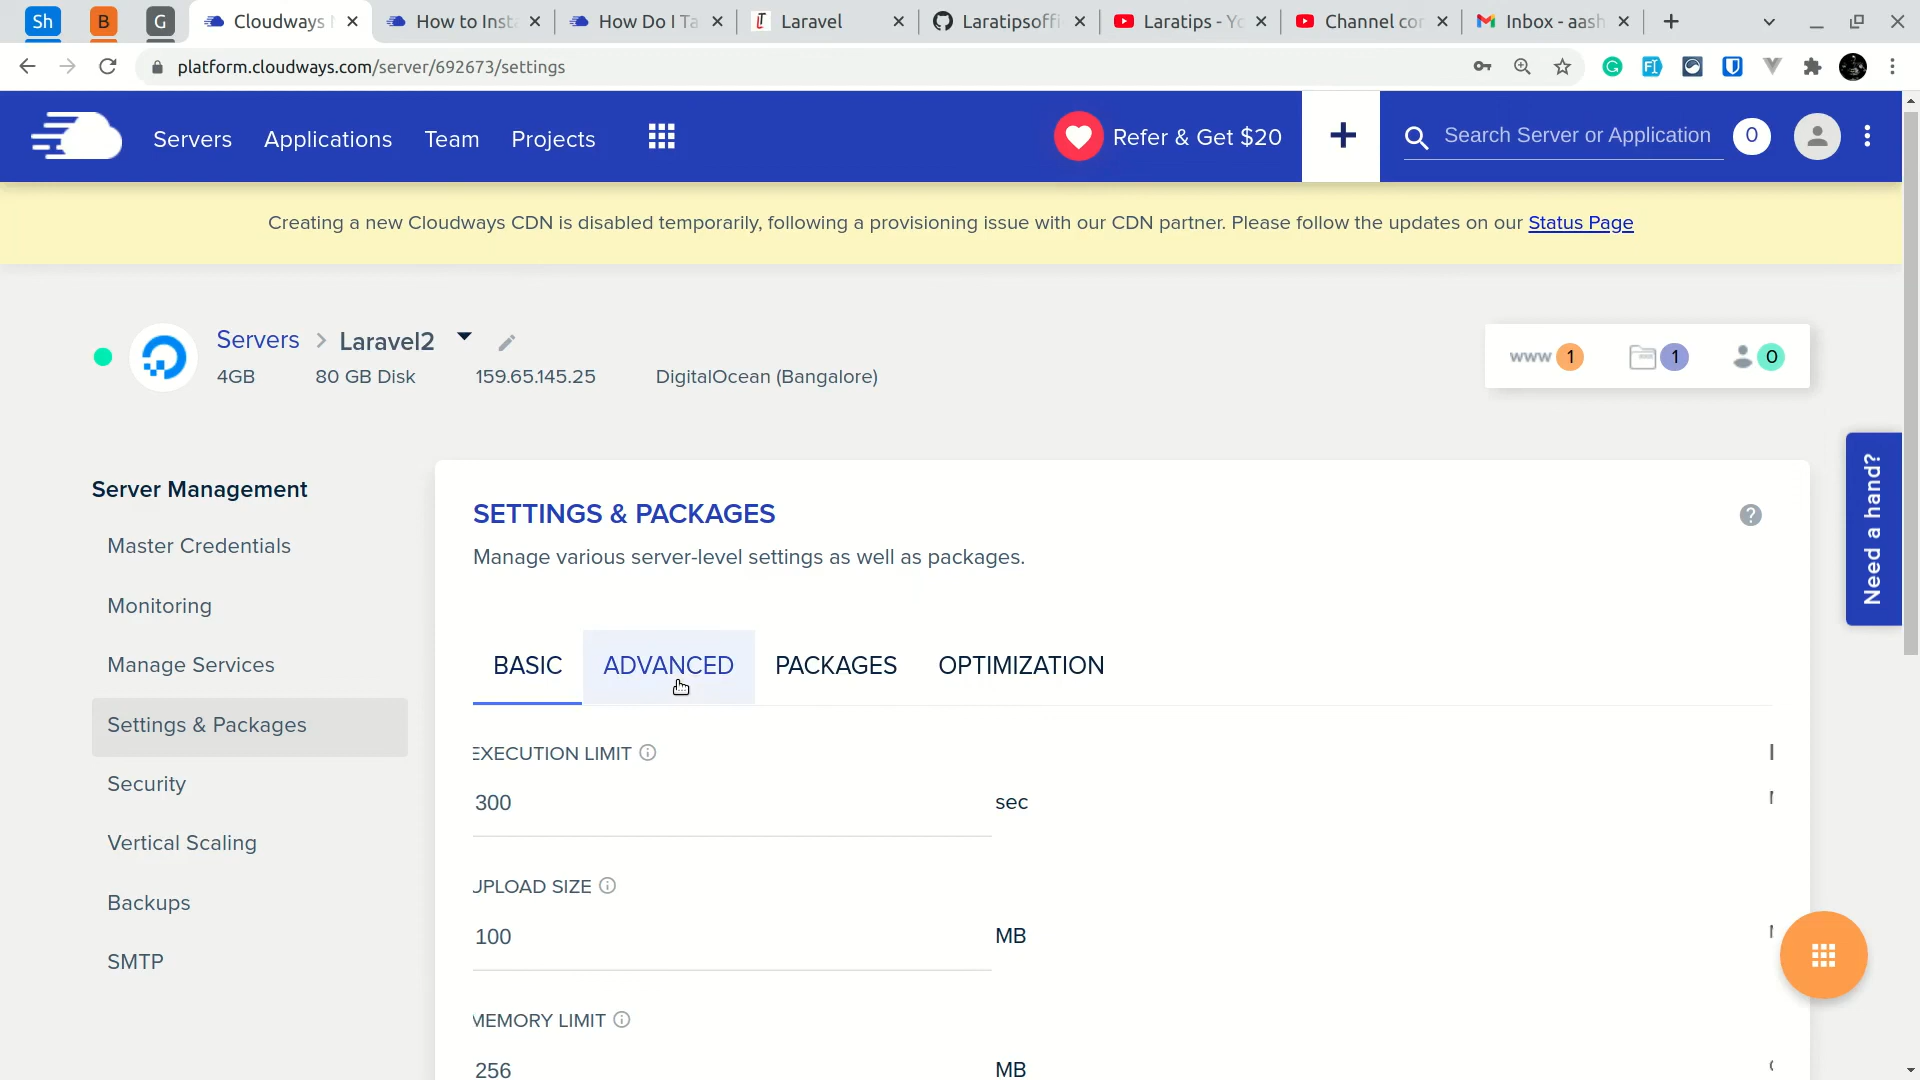 Sh
B
G
Cloudways
How to Inst
How Do I Ta
Laravel
Laratipsoffi
Laratips - Yo
Channel cor
Inbox - aash
platform.cloudways.com/server/692673/settings
Servers
Applications
Team
Projects
Refer & Get $20
Search Server or Application
0
Creating a new Cloudways CDN is disabled temporarily, following a provisioning issue with our CDN partner. Please follow the updates on our Status Page
Servers > Laravel2
4GB
80 GB Disk
159.65.145.25
DigitalOcean (Bangalore)
www 1
1
0
Need a hand?
Server Management
Master Credentials
Monitoring
Manage Services
Settings & Packages
Security
Vertical Scaling
Backups
SMTP
SETTINGS & PACKAGES
Manage various server-level settings as well as packages.
BASIC
ADVANCED
PACKAGES
OPTIMIZATION
EXECUTION LIMIT
300 sec
UPLOAD SIZE
100 MB
MEMORY LIMIT
256 MB